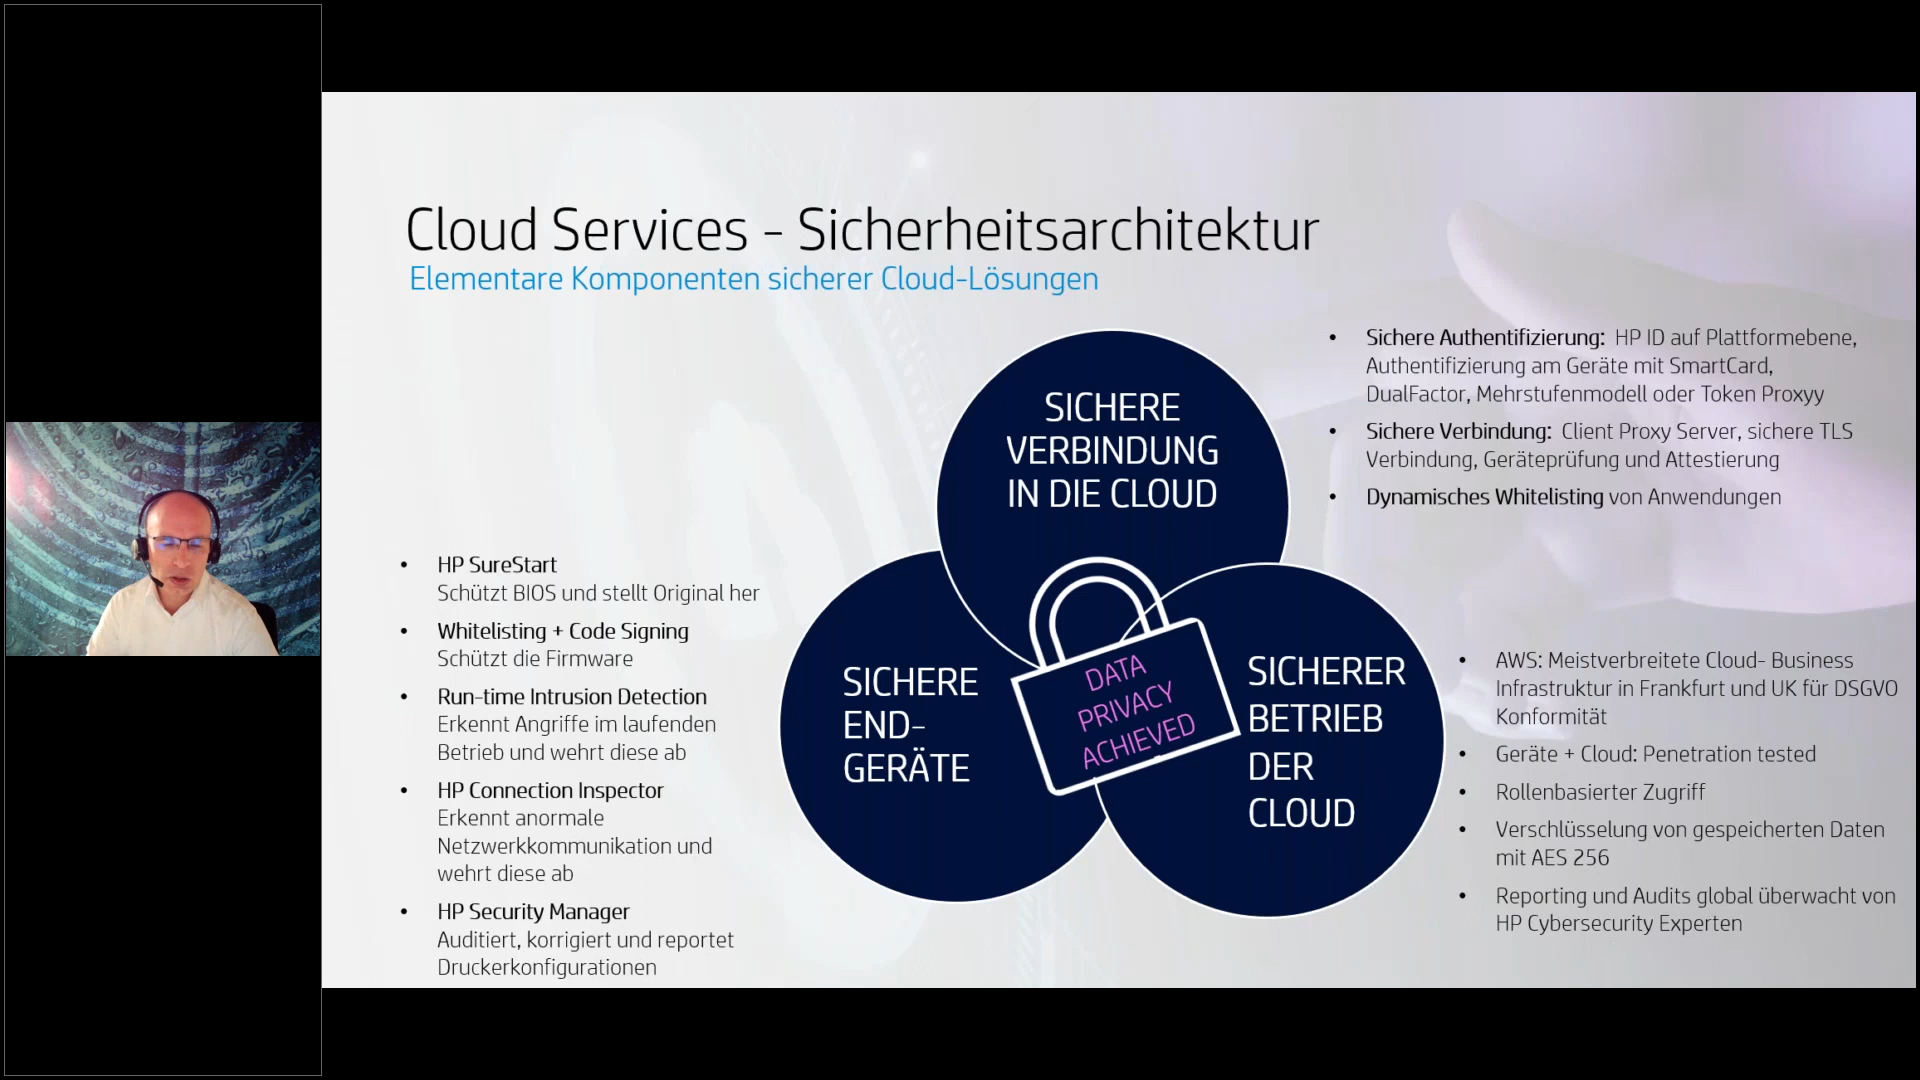 Cloud Services - Sicherheitsarchitektur
Elementare Komponenten sicherer Cloud-Lösungen
SICHERE
VERBINDUNG
IN DIE CLOUD
• Sichere Authentifizierung: HP ID auf Plattformebene,
Authentifizierung am Geräte mit SmartCard,
DualFactor, Mehrstufenmodell oder Token Proxyy
• Sichere Verbindung: Client Proxy Server, sichere TLS
Verbindung, Geräteprüfung und Attestierung
• Dynamisches Whitelisting von Anwendungen
• HP SureStart
Schützt BIOS und stellt Original her
• Whitelisting + Code Signing
Schützt die Firmware
• Run-time Intrusion Detection
Erkennt Angriffe im laufenden
Betrieb und wehrt diese ab
• HP Connection Inspector
Erkennt anormale
Netzwerkkommunikation und
wehrt diese ab
• HP Security Manager
Auditiert, korrigiert und reportet
Druckerkonfigurationen
SICHERE
END-
GERÄTE
DATA
PRIVACY
ACHIEVED
SICHERER
BETRIEB
DER
CLOUD
• AWS: Meistverbreitete Cloud- Business
Infrastruktur in Frankfurt und UK für DSGVO
Konformität
• Geräte + Cloud: Penetration tested
• Rollenbasierter Zugriff
• Verschlüsselung von gespeicherten Daten
mit AES 256
• Reporting und Audits global überwacht von
HP Cybersecurity Experten